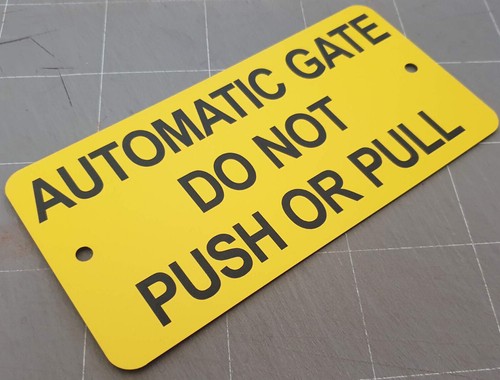 AUTOMATIC GATE
DO NOT
PUSH OR PULL